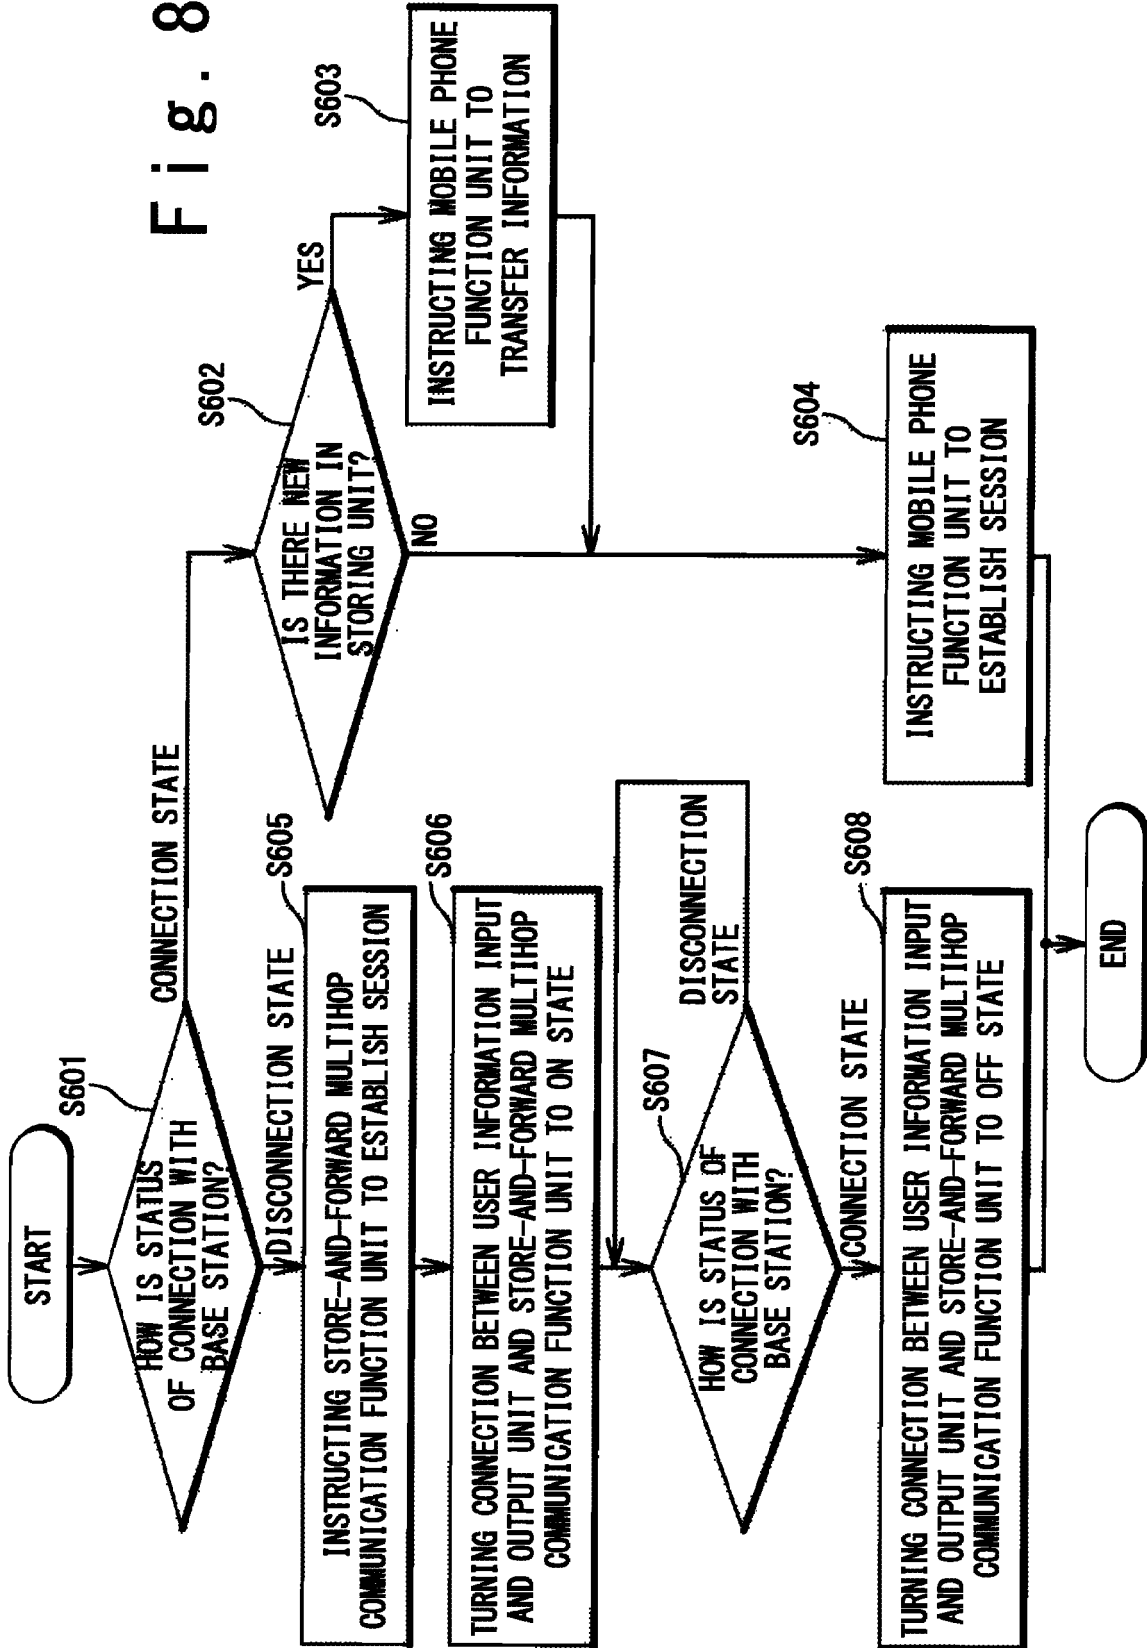 Fig. 8
START
S601
HOW IS STATUS
OF CONNECTION WITH
BASE STATION?
CONNECTION STATE
DISCONNECTION STATE
S602
IS THERE NEW
INFORMATION IN
STORING UNIT?
YES
NO
S603
INSTRUCTING MOBILE PHONE
FUNCTION UNIT TO
TRANSFER INFORMATION
S604
INSTRUCTING MOBILE PHONE
FUNCTION UNIT TO
ESTABLISH SESSION
S605
INSTRUCTING STORE-AND-FORWARD MULTIHOP
COMMUNICATION FUNCTION UNIT TO ESTABLISH SESSION
S606
TURNING CONNECTION BETWEEN USER INFORMATION INPUT
AND OUTPUT UNIT AND STORE-AND-FORWARD MULTIHOP
COMMUNICATION FUNCTION UNIT TO ON STATE
S607
HOW IS STATUS OF
CONNECTION WITH
BASE STATION?
DISCONNECTION
STATE
CONNECTION STATE
S608
TURNING CONNECTION BETWEEN USER INFORMATION INPUT
AND OUTPUT UNIT AND STORE-AND-FORWARD MULTIHOP
COMMUNICATION FUNCTION UNIT TO OFF STATE
END